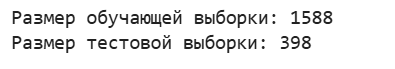 Размер обучающей выборки: 1588
Размер тестовой выборки: 398